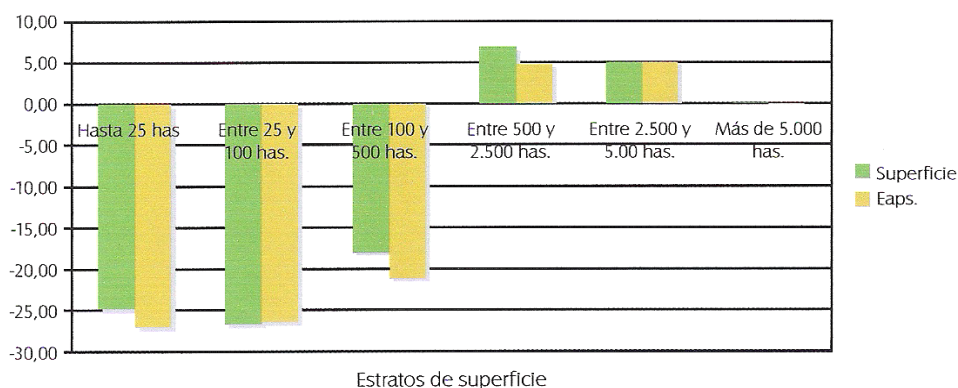 10,00
5,00
0,00
-5,00
-10,00
-15,00
-20,00
-25,00
-30,00
Hasta 25 has
Entre 25 y
100 has.
Entre 100 y
500 has.
Entre 500 y
2.500 has.
Entre 2.500 y
5.00 has.
Más de 5.000
has.
Superficie
Eaps.
Estratos de superficie